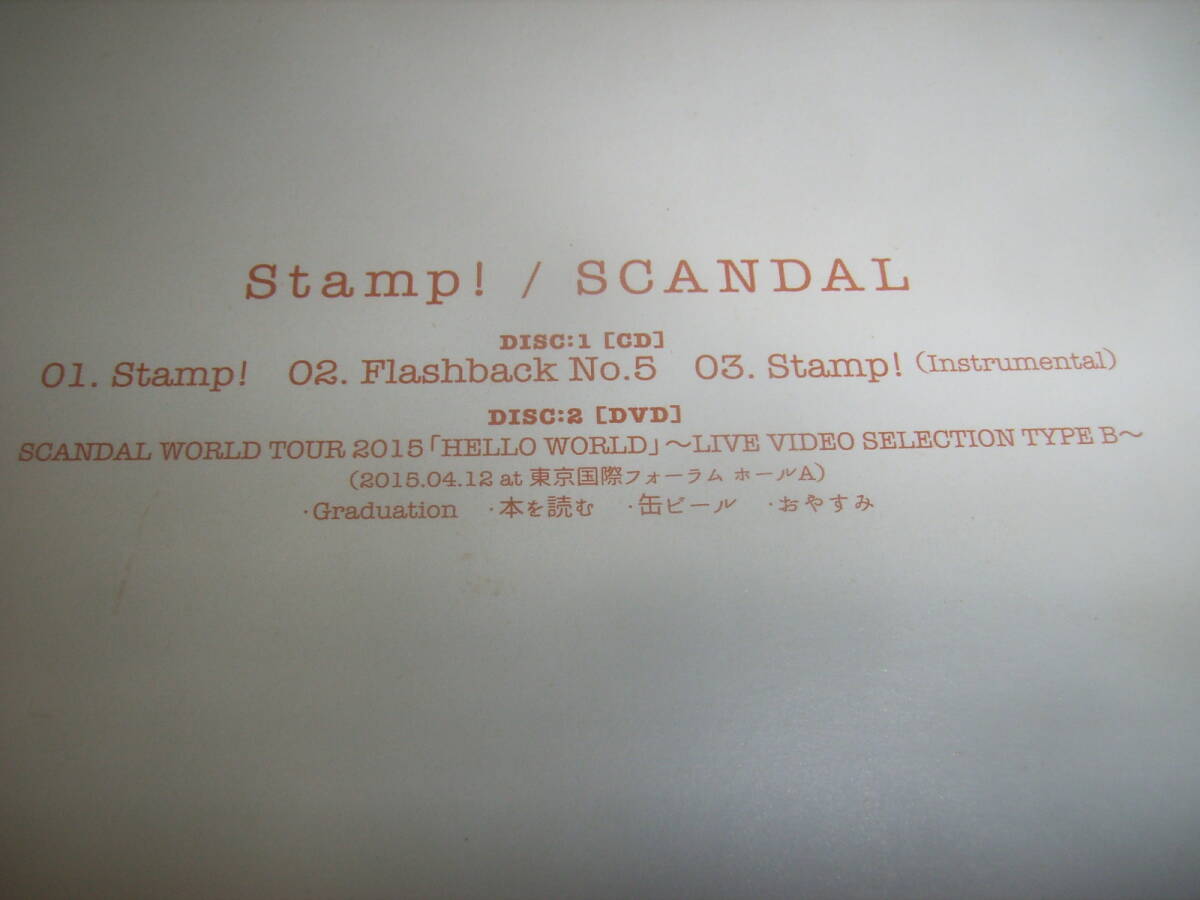 Stamp! / SCANDAL
DISC:1 [CD]
01. Stamp! 02. Flashback No.5 03. Stamp! (Instrumental)
DISC:2 [DVD]
SCANDAL WORLD TOUR 2015「HELLO WORLD」～LIVE VIDEO SELECTION TYPE B～
(2015.04.12 at 東京国際フォーラム ホールA)
・Graduation ・本を読む ・缶ビール ・おやすみ